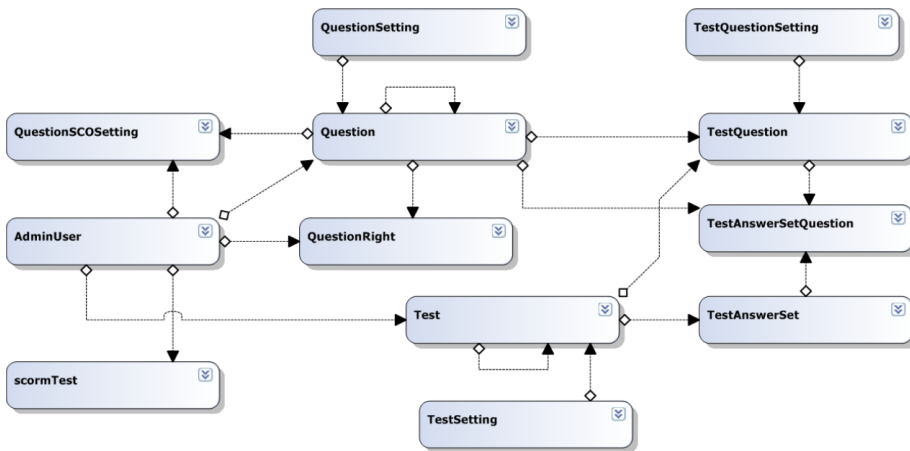 QuestionSetting
TestQuestionSetting
QuestionSCOSetting
Question
TestQuestion
AdminUser
QuestionRight
TestAnswerSetQuestion
Test
TestAnswerSet
scormTest
TestSetting